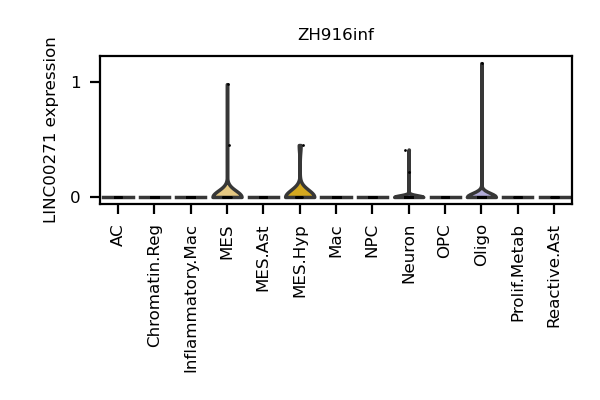 ZH916inf
LINC00271 expression
1
0
AC
Chromatin.Reg
Inflammatory.Mac
MES
MES.Ast
MES.Hyp
Mac
NPC
Neuron
OPC
Oligo
Prolif.Metab
Reactive.Ast